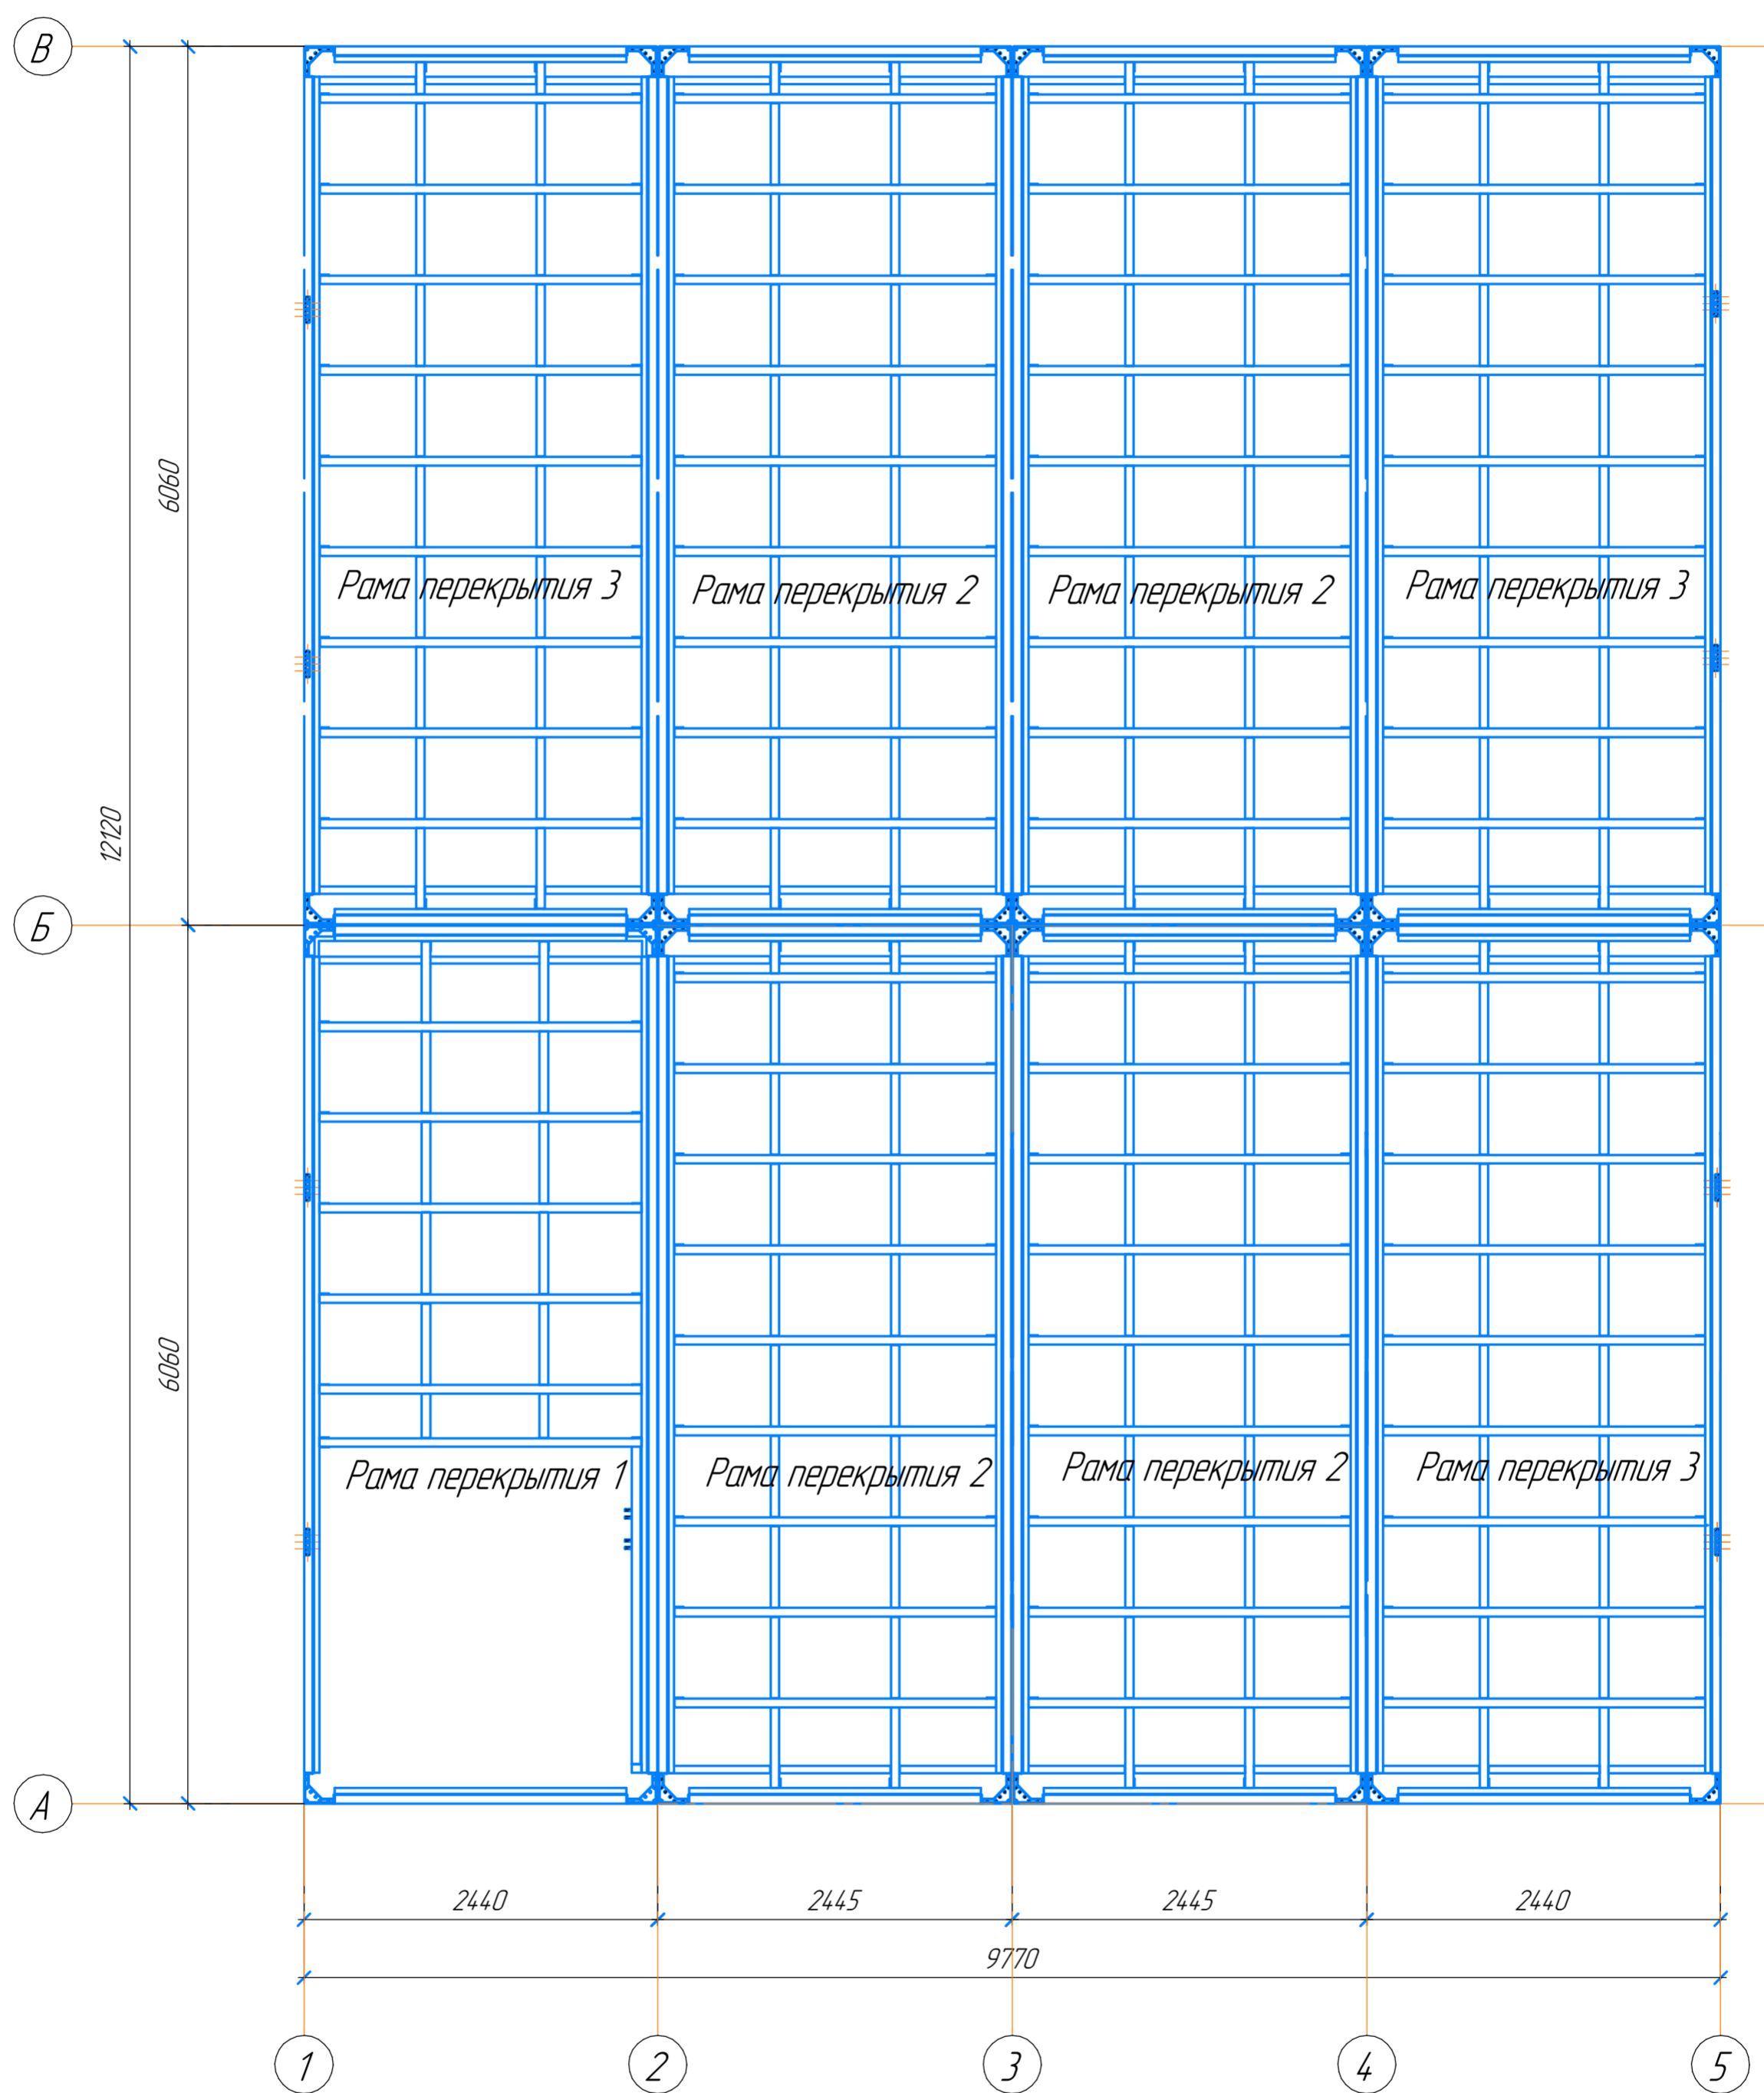 В
6060
12120
Рама перекрытия 3
Рама перекрытия 2
Рама перекрытия 2
Рама перекрытия 3
Б
6060
Рама перекрытия 1
Рама перекрытия 2
Рама перекрытия 2
Рама перекрытия 3
А
2440
2445
2445
2440
9770
1
2
3
4
5